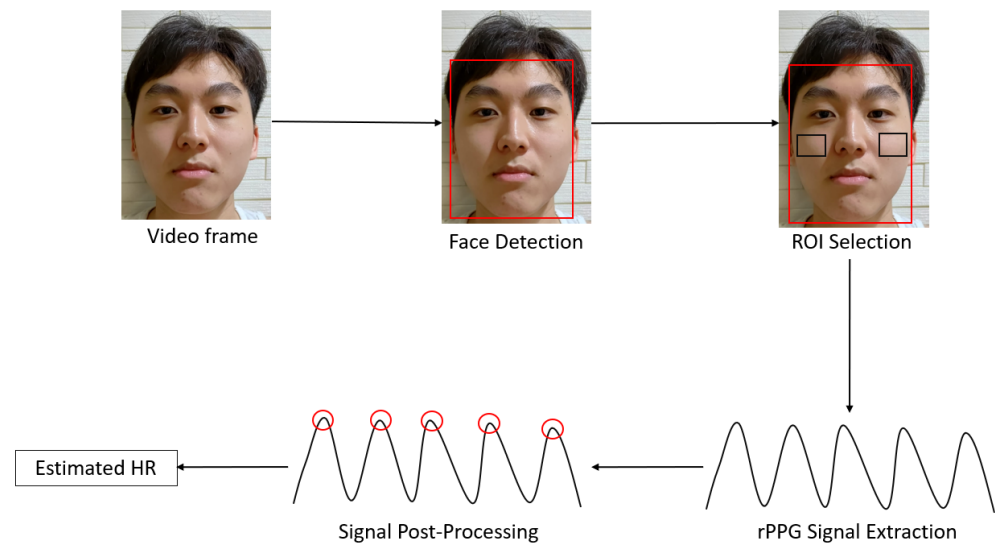 Video frame
Face Detection
ROI Selection
Estimated HR
Signal Post-Processing
rPPG Signal Extraction